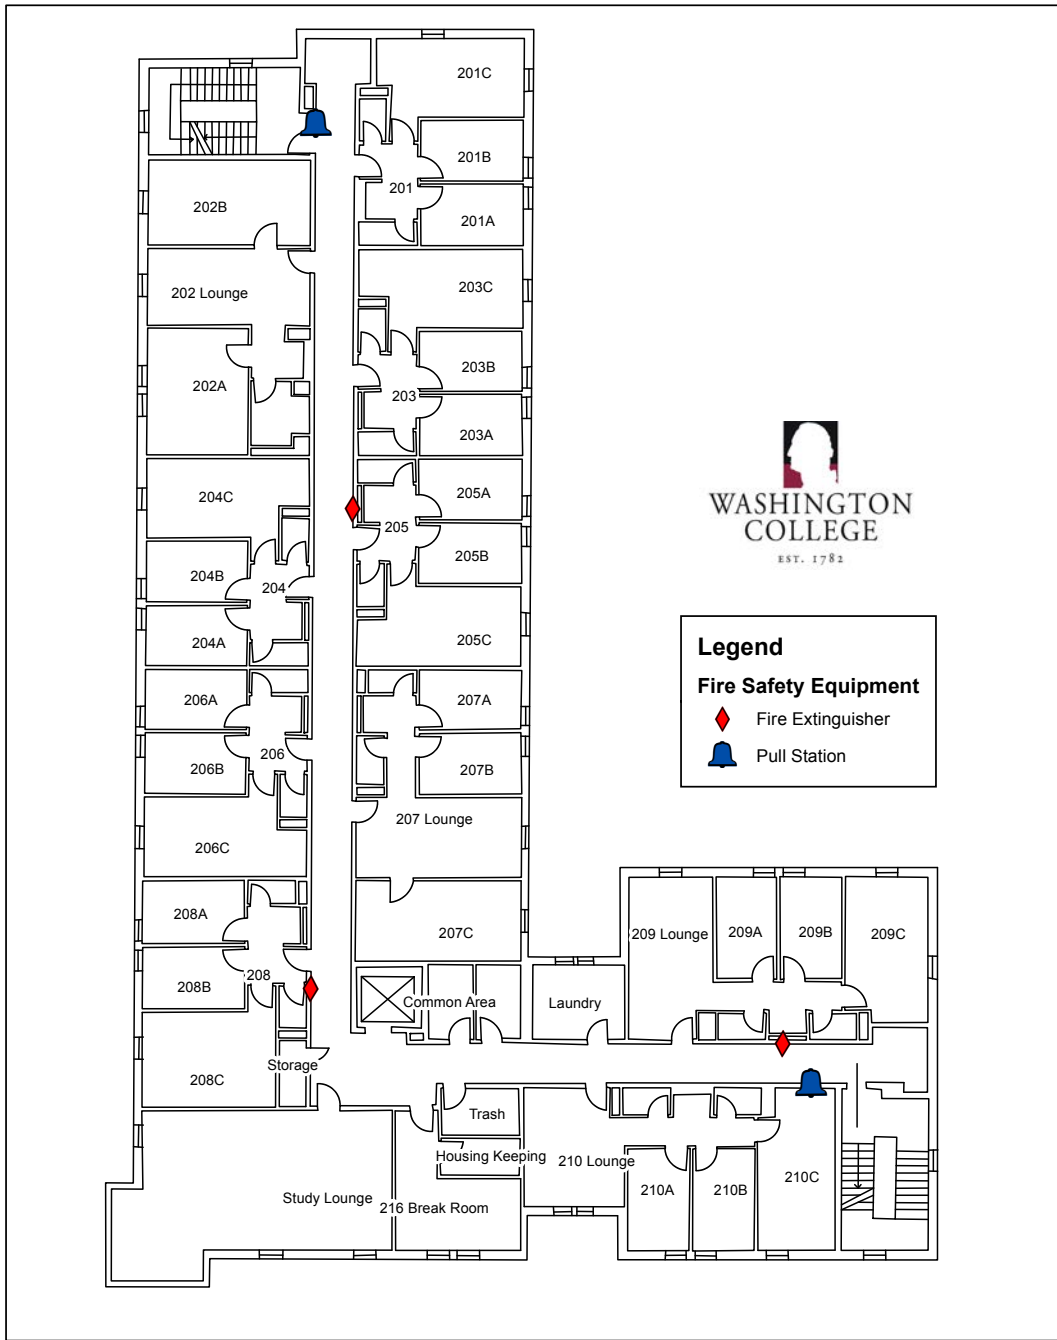 201C
201B
201
201A
202B
202 Lounge
203C
203B
202A
203
203A
204C
205A
205
205B
204B
204
204A
205C
206A
207A
206
206B
207B
207 Lounge
206C
208A
207C
209 Lounge
209A
209B
209C
208
208B
Common Area
Laundry
Storage
208C
Trash
Housing Keeping
210 Lounge
210A
210B
210C
Study Lounge
216 Break Room
WASHINGTON
COLLEGE
EST. 1782
Legend
Fire Safety Equipment
Fire Extinguisher
Pull Station